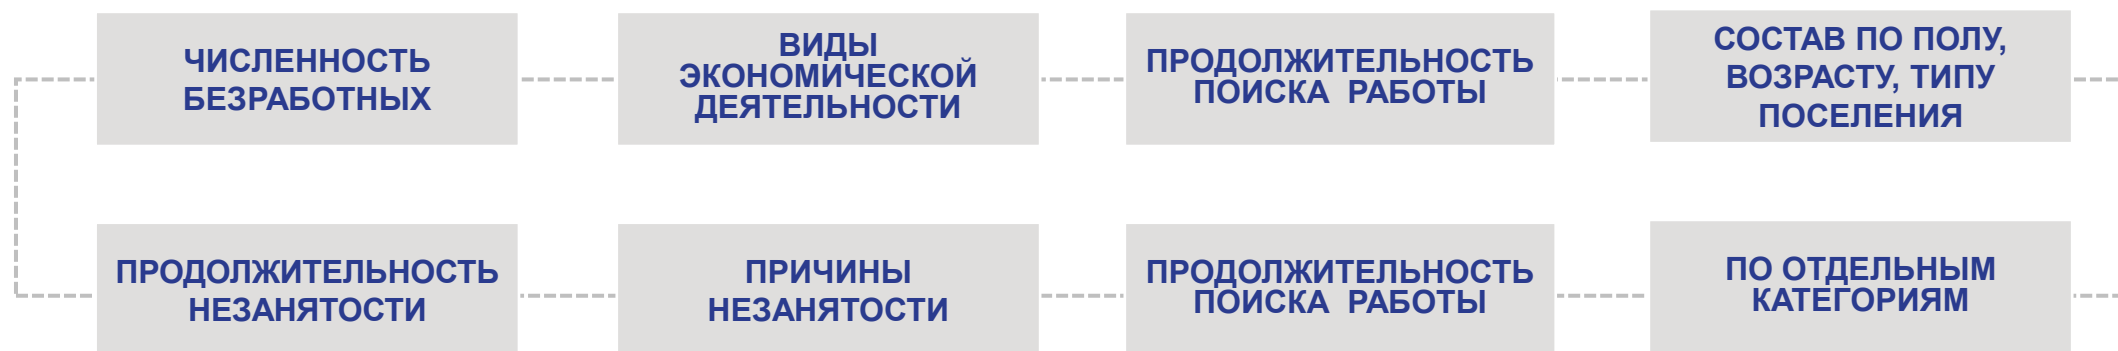 ЧИСЛЕННОСТЬ
БЕЗРАБОТНЫХ
ВИДЫ
ЭКОНОМИЧЕСКОЙ
ДЕЯТЕЛЬНОСТИ
ПРОДОЛЖИТЕЛЬНОСТЬ
ПОИСКА РАБОТЫ
СОСТАВ ПО ПОЛУ,
ВОЗРАСТУ, ТИПУ
ПОСЕЛЕНИЯ
ПРОДОЛЖИТЕЛЬНОСТЬ
НЕЗАНЯТОСТИ
ПРИЧИНЫ
НЕЗАНЯТОСТИ
ПРОДОЛЖИТЕЛЬНОСТЬ
ПОИСКА РАБОТЫ
ПО ОТДЕЛЬНЫМ
КАТЕГОРИЯМ